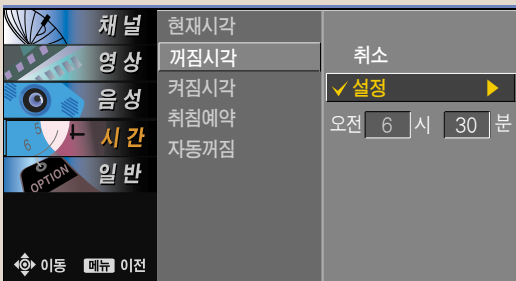 채널
영상
음성
시간
일반
OPTION
이동 메뉴 이전
현재시각
꺼짐시각
켜짐시각
취침예약
자동꺼짐
취소
✓설정 ▶
오전 6 시 30 분
5
6